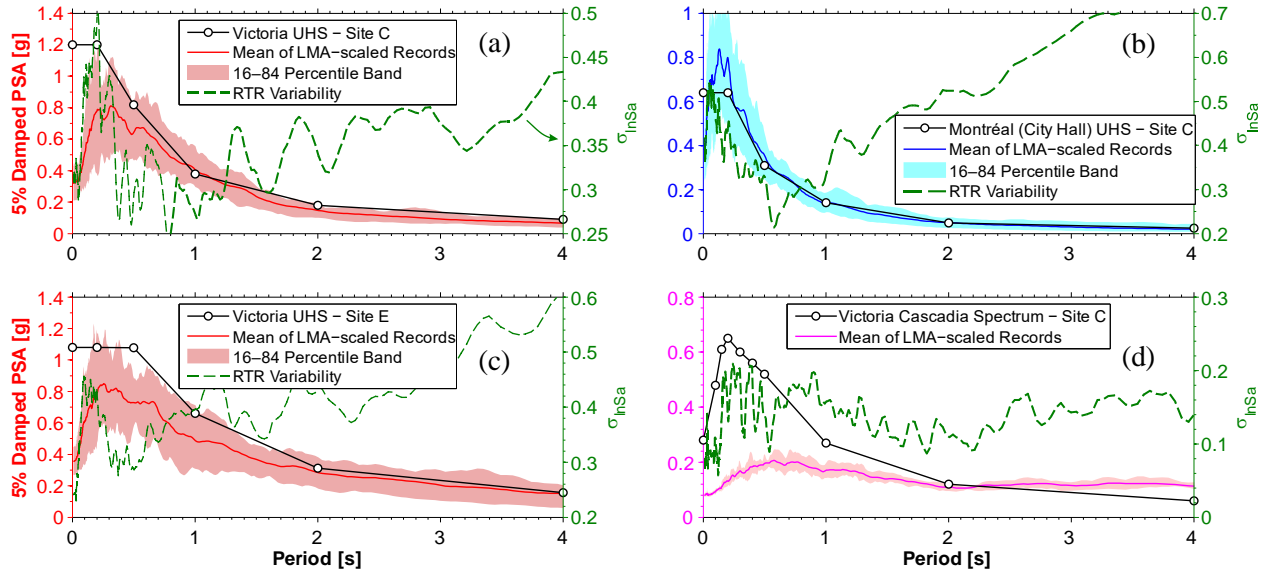 1.4
1.2
1
0.8
0.6
0.4
0.2
0
5% Damped PSA [g]
Victoria UHS − Site C
Mean of LMA−scaled Records
16−84 Percentile Band
RTR Variability
(a)
0.5
0.45
0.4
0.35
0.3
0.25
σlnSa
0 1 2 3 4
1
0.8
0.6
0.4
0.2
0
(b)
Montréal (City Hall) UHS − Site C
Mean of LMA−scaled Records
16−84 Percentile Band
RTR Variability
0.7
0.6
0.5
0.4
0.3
0.2
σlnSa
0 1 2 3 4
1.4
1.2
1
0.8
0.6
0.4
0.2
0
5% Damped PSA [g]
Victoria UHS − Site E
Mean of LMA−scaled Records
16−84 Percentile Band
RTR Variability
(c)
0.6
0.5
0.4
0.3
0.2
σlnSa
0 1 2 3 4
Period [s]
0.8
0.6
0.4
0.2
0
Victoria Cascadia Spectrum − Site C
Mean of LMA−scaled Records
(d)
0.3
0.2
0.1
0
σlnSa
0 1 2 3 4
Period [s]